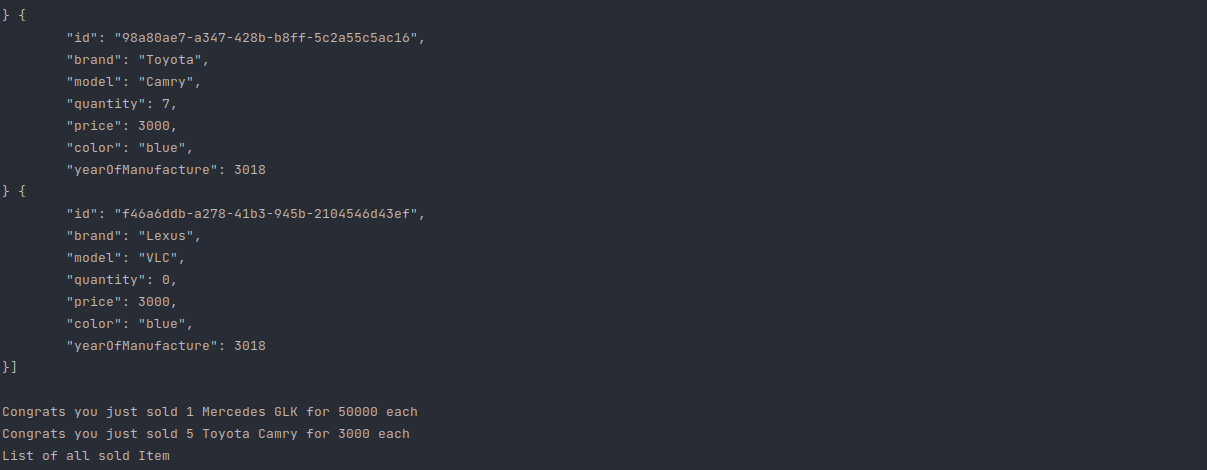 } {
"id": "98a80ae7-a347-428b-b8ff-5c2a55c5ac16",
"brand": "Toyota",
"model": "Camry",
"quantity": 7,
"price": 3000,
"color": "blue",
"yearOfManufacture": 3018
} {
"id": "f46a6ddb-a278-41b3-945b-2104546d43ef",
"brand": "Lexus",
"model": "VLC",
"quantity": 0,
"price": 3000,
"color": "blue",
"yearOfManufacture": 3018
}]
Congrats you just sold 1 Mercedes GLK for 50000 each
Congrats you just sold 5 Toyota Camry for 3000 each
List of all sold Item